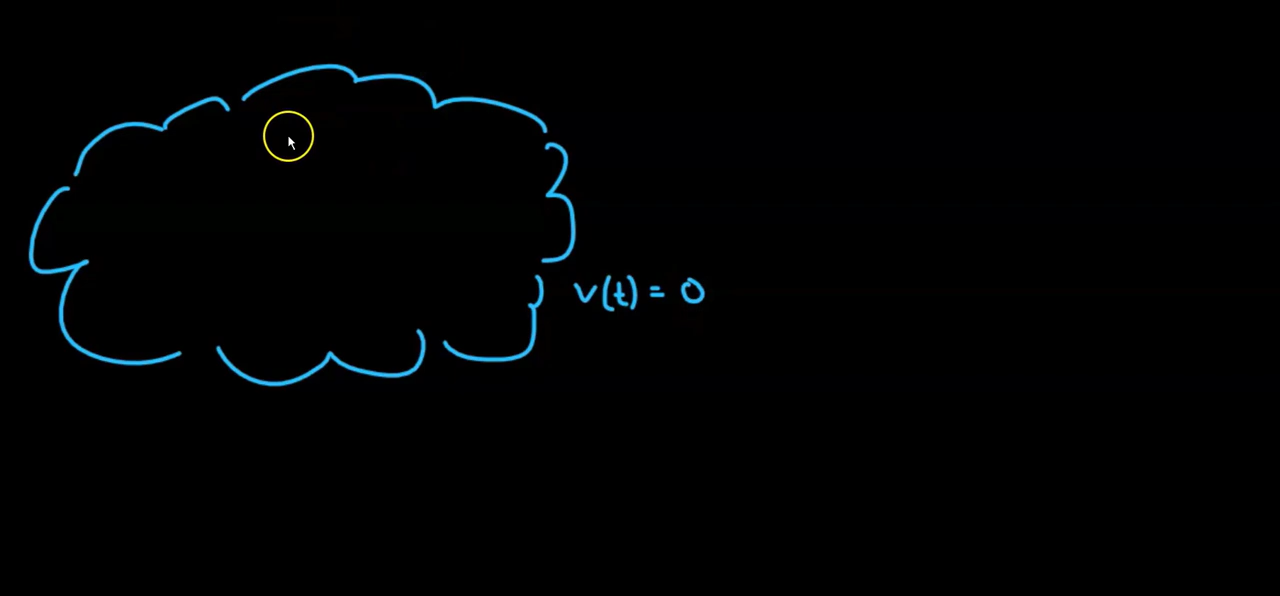 v(t) = 0